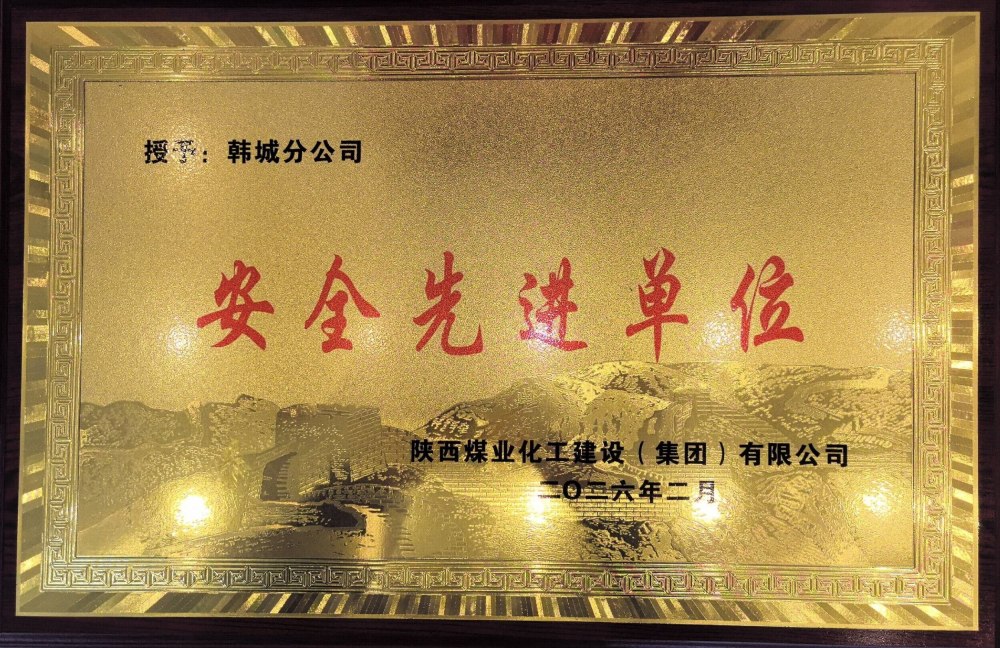 授予：韩城分公司
安全先进单位
陕西煤业化工建设（集团）有限公司
二〇二六年二月